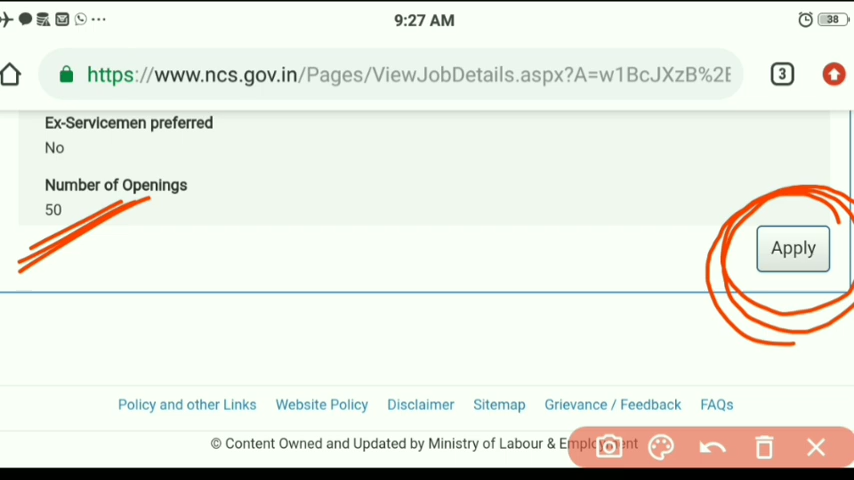 9:27 AM
38
https://www.ncs.gov.in/Pages/ViewJobDetails.aspx?A=w1BcJXzB%2E
3
Ex-Servicemen preferred
No
Number of Openings
50
Apply
Policy and other Links Website Policy Disclaimer Sitemap Grievance / Feedback FAQs
© Content Owned and Updated by Ministry of Labour & Employment